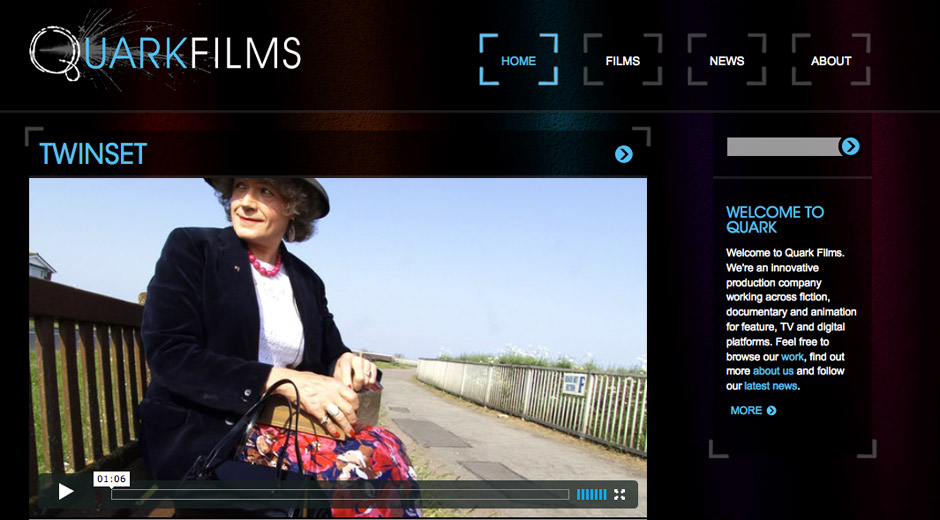 QUARKFILMS
HOME
FILMS
NEWS
ABOUT
TWINSET
01:06
WELCOME TO
QUARK
Welcome to Quark Films.
We're an innovative
production company
working across fiction,
documentary and animation
for feature, TV and digital
platforms. Feel free to
browse our work, find out
more about us and follow
our latest news.
MORE